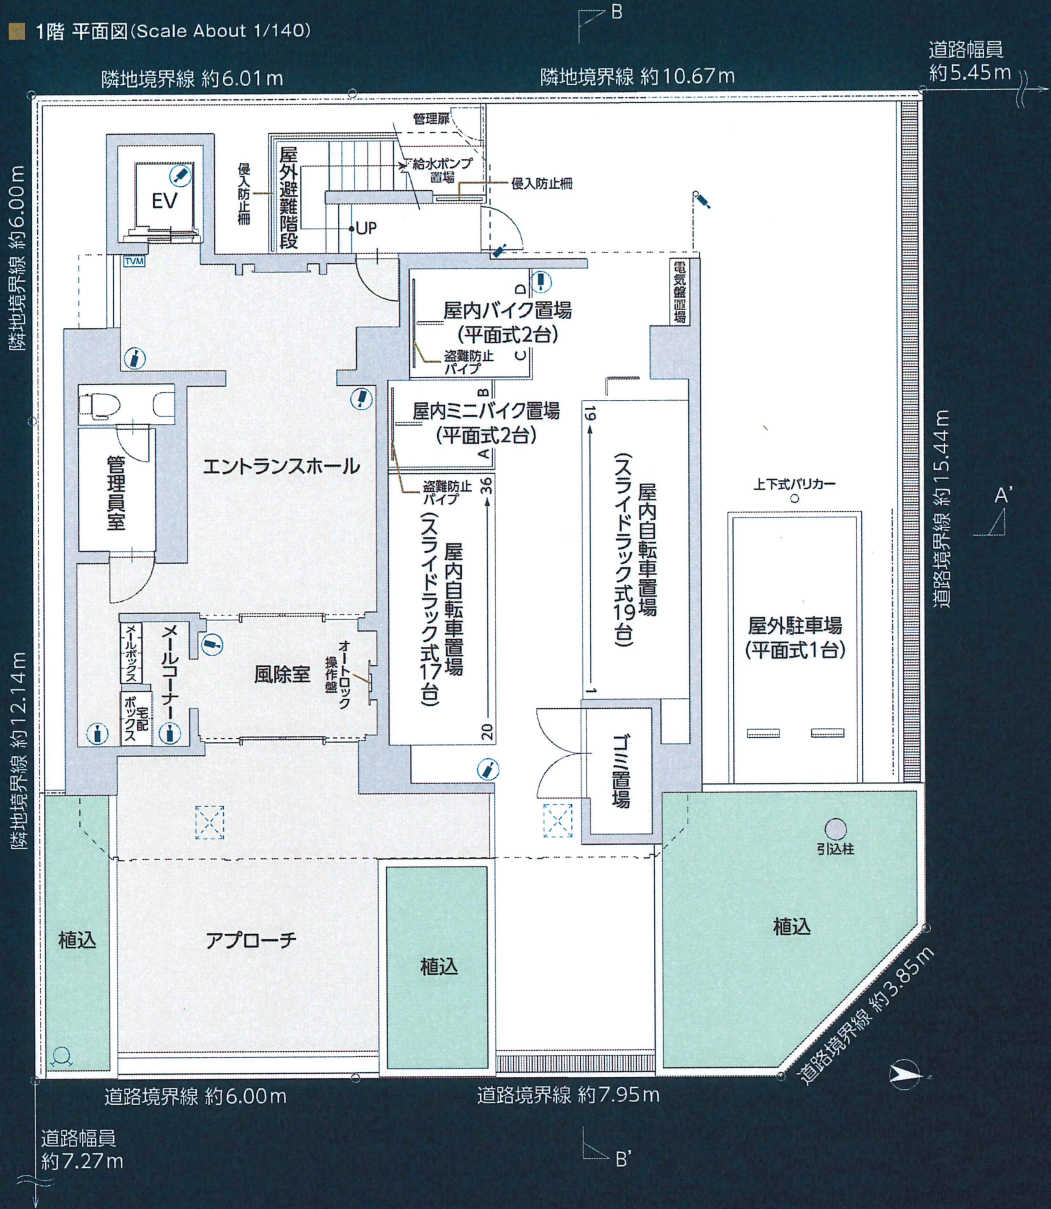 1階 平面図(Scale About 1/140)
B
道路幅員
約5.45m
隣地境界線 約6.01m
隣地境界線 約10.67m
隣地境界線 約6.00m
管理扉
給水ポンプ
置場
侵入防止柵
屋外避難階段
侵入防止柵
EV
UP
TVM
電気盤置場
D
屋内バイク置場
(平面式2台)
盗難防止
パイプ
C
B
屋内ミニバイク置場
(平面式2台)
A
盗難防止
パイプ
36
19
エントランスホール
管理員室
屋内自転車置場
(スライドラック式17台)
20
屋内自転車置場
(スライドラック式19台)
1
上下式バリカー
道路境界線 約15.44m
A'
屋外駐車場
(平面式1台)
メールボックス
メールコーナー
宅配
ボックス
風除室
オートロック
操作盤
ゴミ置場
隣地境界線 約12.14m
引込柱
植込
アプローチ
植込
植込
道路境界線 約3.85m
道路境界線 約6.00m
道路境界線 約7.95m
道路幅員
約7.27m
B'